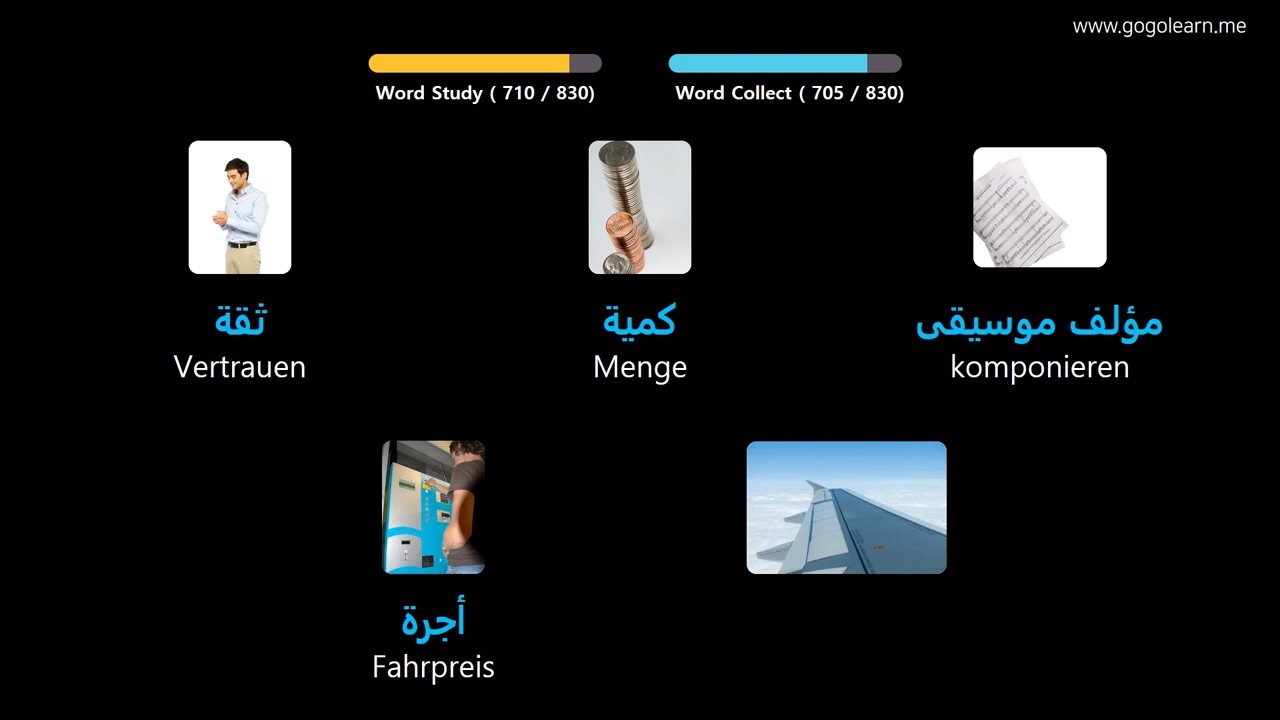 www.gogolearn.me
Word Study ( 710 / 830)
Word Collect ( 705 / 830)
ثقة
Vertrauen
كمية
Menge
مؤلف موسيقى
komponieren
أجرة
Fahrpreis